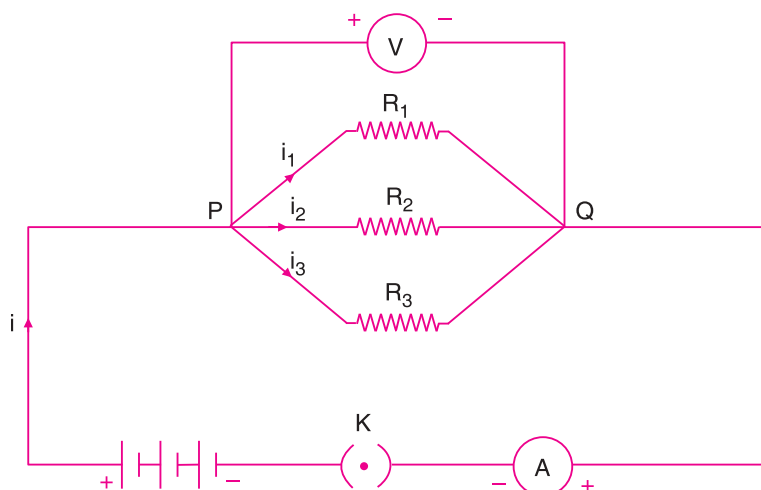 + V −
R₁
i₁
P i₂ R₂ Q
i₃
R₃
i
K
+ − − A +